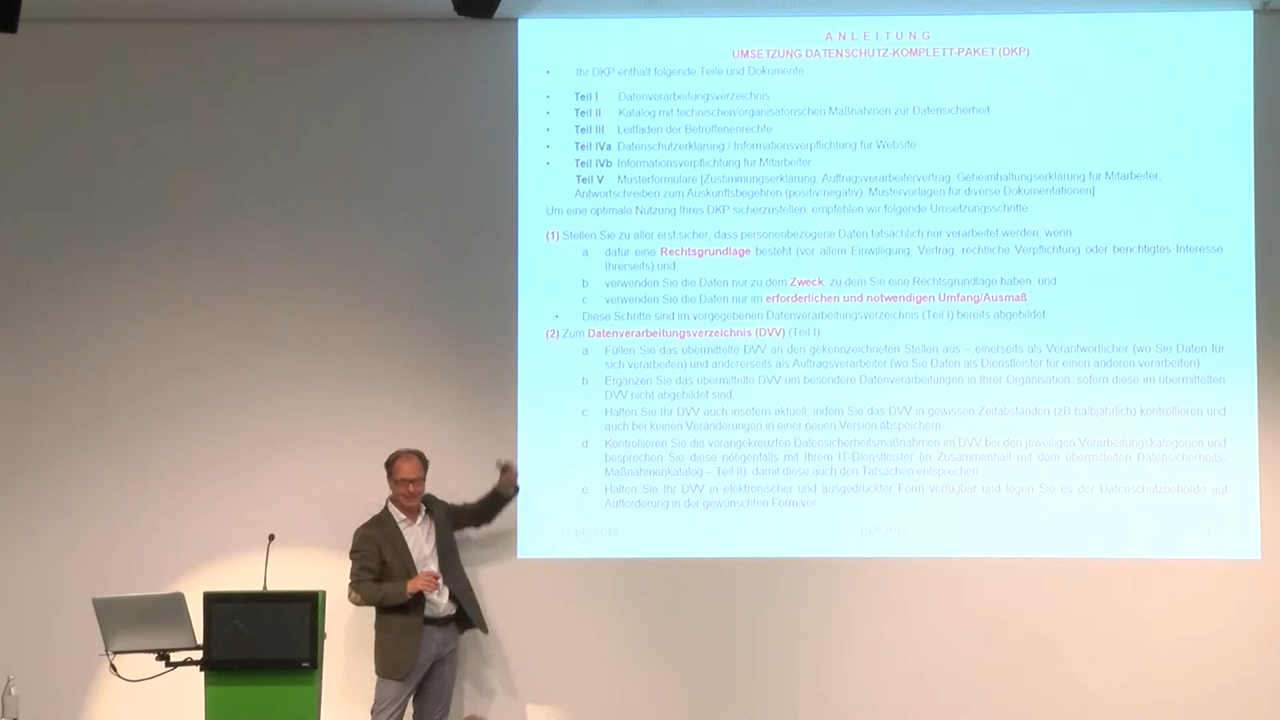 ANLEITUNG
UMSETZUNG DATENSCHUTZ-KOMPLETT-PAKET (DKP)
• Ihr DKP enthält folgende Teile und Dokumente
• Teil I Datenverarbeitungsverzeichnis
• Teil II Katalog mit technischen/organisatorischen Maßnahmen zur Datensicherheit
• Teil III Leitfaden der Betroffenenrechte
• Teil IVa Datenschutzerklärung / Informationsverpflichtung für Website
• Teil IVb Informationsverpflichtung für Mitarbeiter
Teil V Musterformulare [Zustimmungserklärung, Auftragsverarbeitervertrag, Geheimhaltungserklärung für Mitarbeiter,
Antwortschreiben zum Auskunftsbegehren (positiv/negativ), Mustervorlagen für diverse Dokumentationen]
Um eine optimale Nutzung Ihres DKP sicherzustellen, empfehlen wir folgende Umsetzungsschritte
(1) Stellen Sie zu aller erst sicher, dass personenbezogene Daten tatsächlich nur verarbeitet werden, wenn
a dafür eine Rechtsgrundlage besteht (vor allem Einwilligung, Vertrag, rechtliche Verpflichtung oder berichtigtes Interesse
Ihrerseits) und
b verwenden Sie die Daten nur zu dem Zweck, zu dem Sie eine Rechtsgrundlage haben, und
c verwenden Sie die Daten nur im erforderlichen und notwendigen Umfang/Ausmaß
• Diese Schritte sind im vorgegebenen Datenverarbeitungsverzeichnis (Teil I) bereits abgebildet
(2) Zum Datenverarbeitungsverzeichnis (DVV) (Teil I)
a Füllen Sie das übermittelte DVV an den gekennzeichneten Stellen aus – einerseits als Verantwortlicher (wo Sie Daten für
sich verarbeiten) und andererseits als Auftragsverarbeiter (wo Sie Daten als Dienstleister für einen anderen verarbeiten)
b Ergänzen Sie das übermittelte DVV um besondere Datenverarbeitungen in Ihrer Organisation, sofern diese im übermittelten
DVV nicht abgebildet sind
c Halten Sie Ihr DVV auch insofern aktuell, indem Sie das DVV in gewissen Zeitabständen (zB halbjährlich) kontrollieren und
auch bei keinen Veränderungen in einer neuen Version abspeichern
d Kontrollieren Sie die vorangekreuzten Datensicherheitsmaßnahmen im DVV bei den jeweiligen Verarbeitungskategorien und
besprechen Sie diese nötigenfalls mit Ihrem IT-Dienstleister (in Zusammenhalt mit dem übermittelten Datensicherheits-
Maßnahmenkatalog – Teil II), damit diese auch den Tatsachen entsprechen
e Halten Sie Ihr DVV in elektronischer und ausgedruckter Form verfügbar und legen Sie es der Datenschutzbehörde auf
Aufforderung in der gewünschten Form vor
DKP 2018